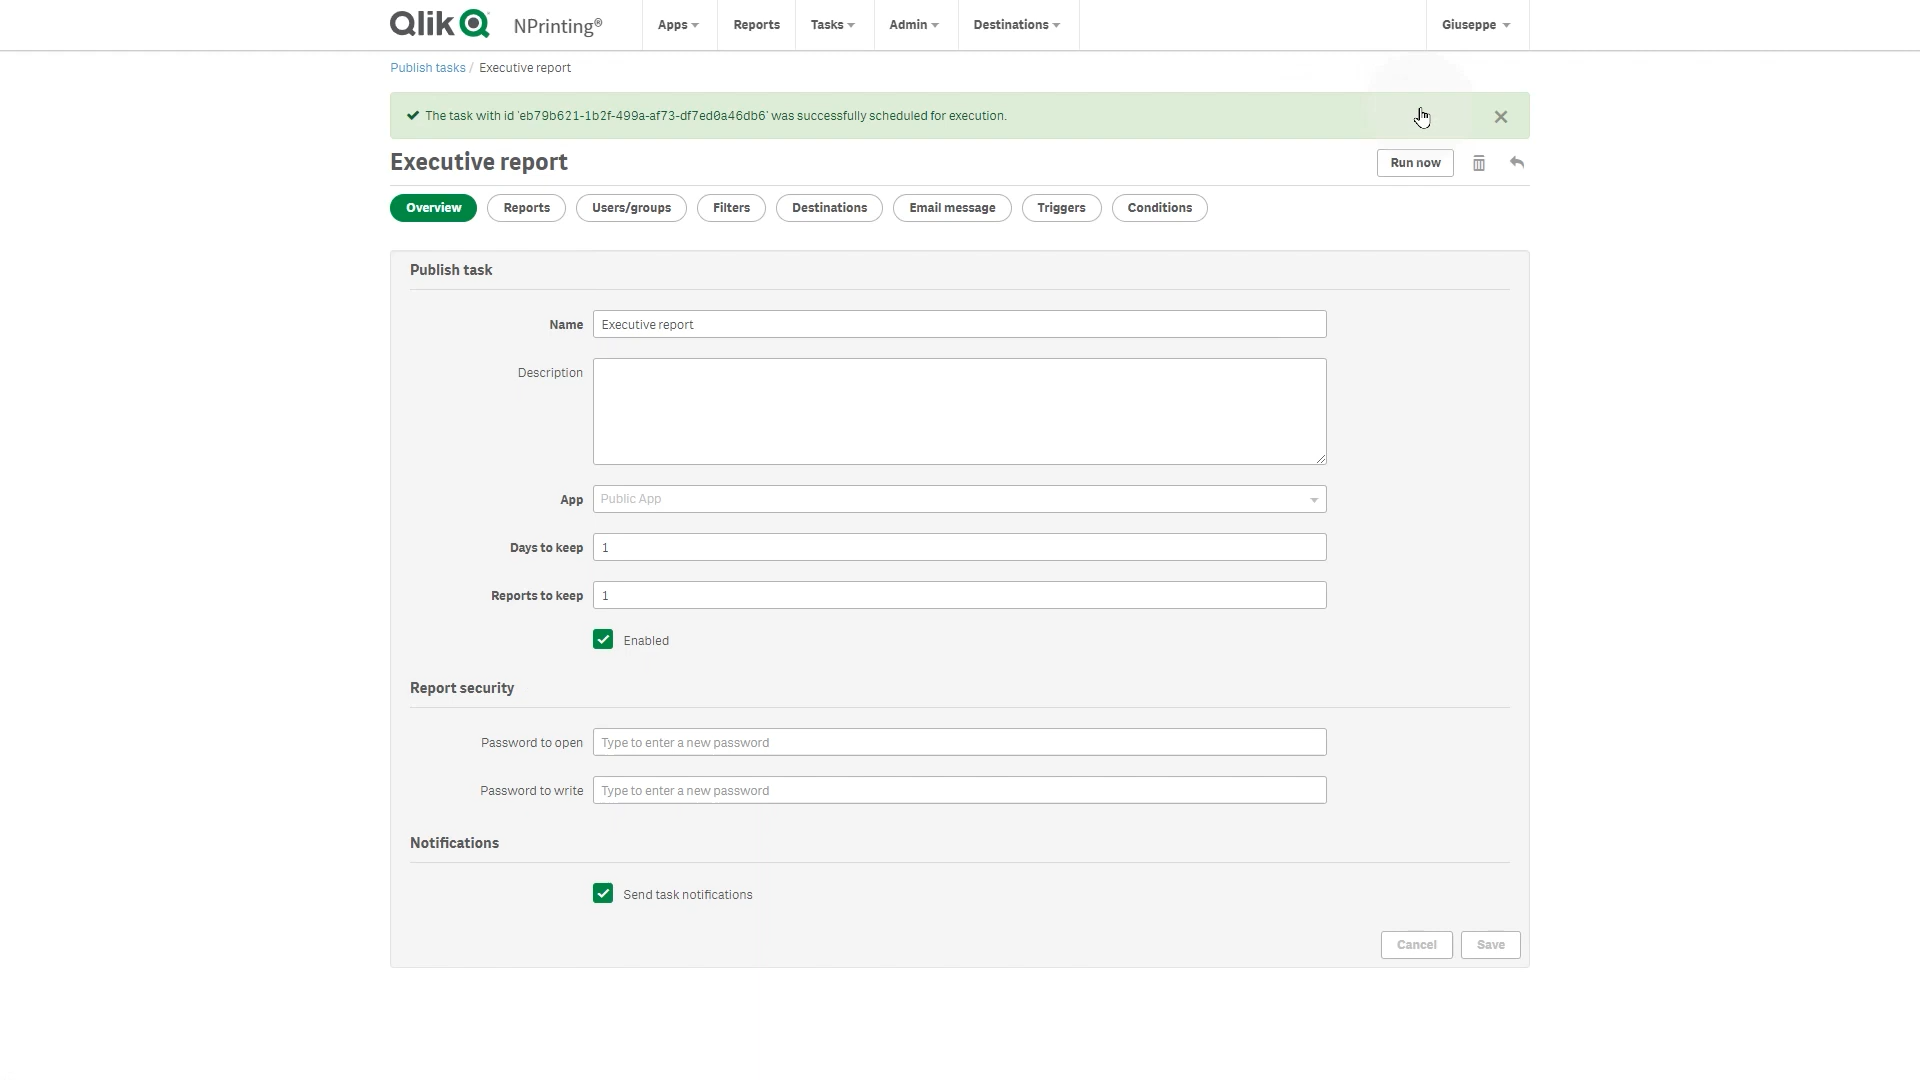 Qlik NPrinting® Apps Reports Tasks Admin Destinations Giuseppe
Publish tasks / Executive report
The task with id 'eb79b621-1b2f-499a-af73-df7ed0a46db6' was successfully scheduled for execution.
Executive report Run now
Overview Reports Users/groups Filters Destinations Email message Triggers Conditions
Publish task
Name Executive report
Description
App Public App
Days to keep 1
Reports to keep 1
Enabled
Report security
Password to open Type to enter a new password
Password to write Type to enter a new password
Notifications
Send task notifications
Cancel Save